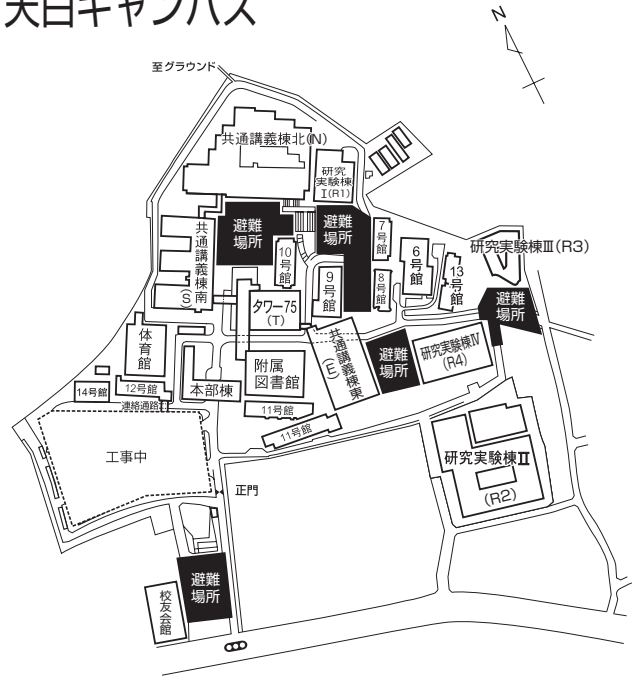 天白キャンパス
N
至グラウンド
共通講義棟北(N)
研究
実験棟
I(R1)
避難
場所
避難
場所
7号館
共通講義棟南
(S)
10号館
9号館
8号館
6号館
13号館
研究実験棟Ⅲ(R3)
避難
場所
タワー75
(T)
体育館
附属
図書館
共通講義棟東
(E)
避難
場所
研究実験棟Ⅳ
(R4)
14号館
12号館
本部棟
連絡通路
11号館
11号館
工事中
研究実験棟Ⅱ
(R2)
正門
避難
場所
校友会館